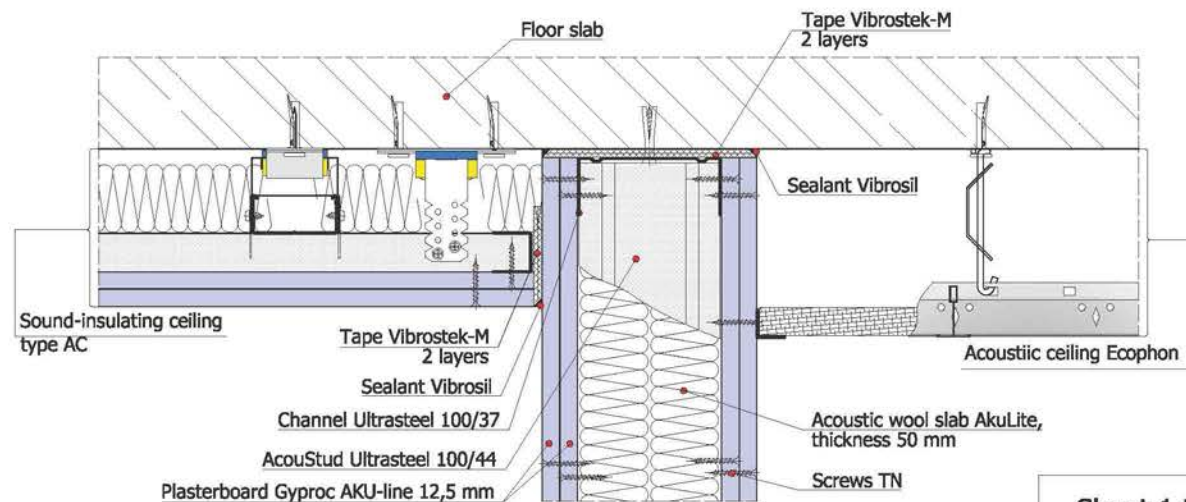 Floor slab
Tape Vibrostek-M
2 layers
Sealant Vibrosil
Sound-insulating ceiling
type AC
Tape Vibrostek-M
2 layers
Sealant Vibrosil
Channel Ultrasteel 100/37
AcouStud Ultrasteel 100/44
Plasterboard Gyproc AKU-line 12,5 mm
Acoustiic ceiling Ecophon
Acoustic wool slab AkuLite,
thickness 50 mm
Screws TN